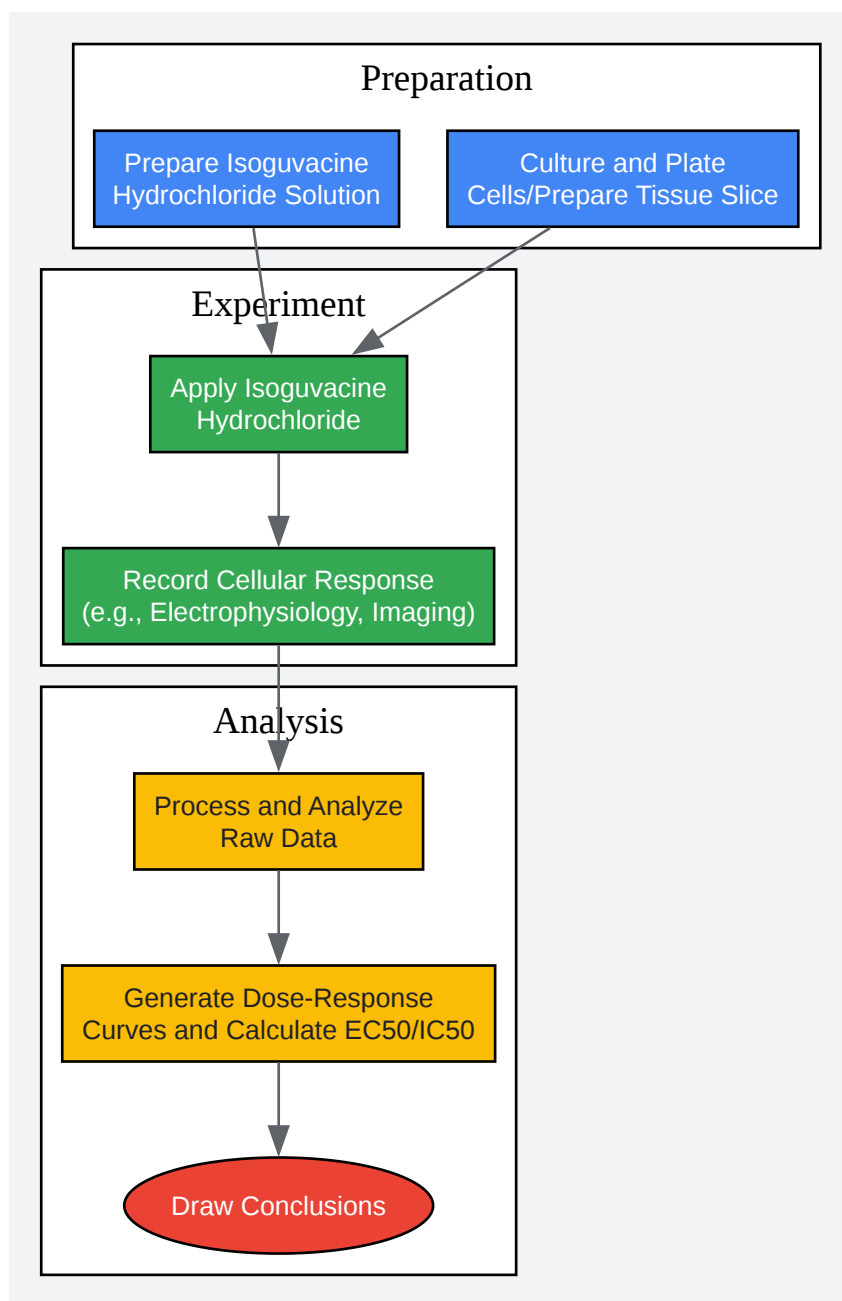 Preparation
Prepare Isoguvacine
Hydrochloride Solution
Culture and Plate
Cells/Prepare Tissue Slice
Experiment
Apply Isoguvacine
Hydrochloride
Record Cellular Response
(e.g., Electrophysiology, Imaging)
Analysis
Process and Analyze
Raw Data
Generate Dose-Response
Curves and Calculate EC50/IC50
Draw Conclusions